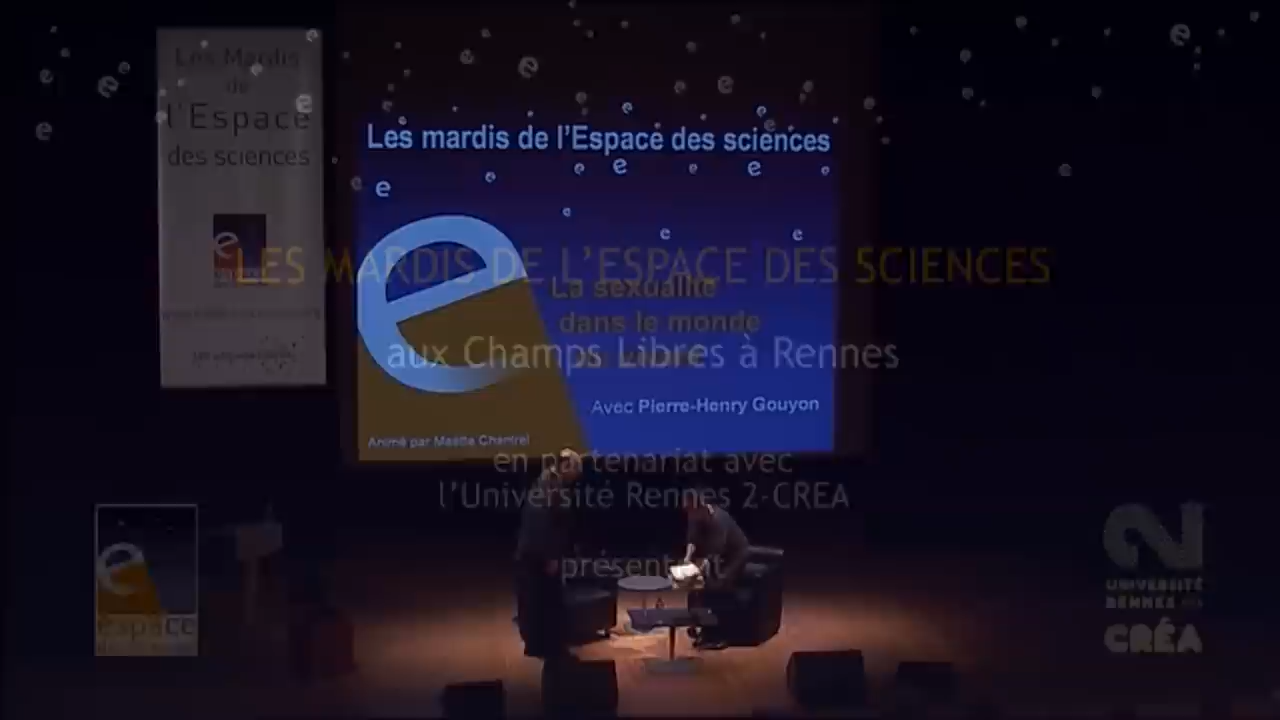 Les Mardis
de
l'Espace
des sciences
Les mardis de l'Espace des sciences
LES MARDIS DE L'ESPACE DES SCIENCES
La sexualité
dans le monde
aux Champs Libres à Rennes
Avec Pierre-Henry Gouyon
Animé par Maëlle Chantrel
en partenariat avec
l'Université Rennes 2-CREA
présentent
espace
UNIVERSITÉ
RENNES
CRÉA